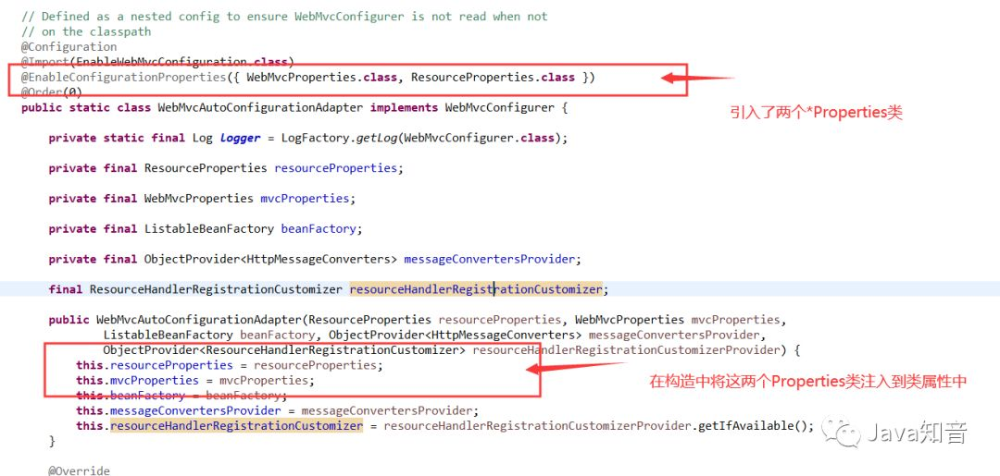 // Defined as a nested config to ensure WebMvcConfigurer is not read when not
// on the classpath
@Configuration
@Import(EnableWebMvcConfiguration.class)
@EnableConfigurationProperties({ WebMvcProperties.class, ResourceProperties.class })
@Order(0)
public static class WebMvcAutoConfigurationAdapter implements WebMvcConfigurer {
引入了两个*Properties类
private static final Log logger = LogFactory.getLog(WebMvcConfigurer.class);
private final ResourceProperties resourceProperties;
private final WebMvcProperties mvcProperties;
private final ListableBeanFactory beanFactory;
private final ObjectProvider<HttpMessageConverters> messageConvertersProvider;
final ResourceHandlerRegistrationCustomizer resourceHandlerRegistrationCustomizer;
public WebMvcAutoConfigurationAdapter(ResourceProperties resourceProperties, WebMvcProperties mvcProperties,
ListableBeanFactory beanFactory, ObjectProvider<HttpMessageConverters> messageConvertersProvider,
ObjectProvider<ResourceHandlerRegistrationCustomizer> resourceHandlerRegistrationCustomizerProvider) {
this.resourceProperties = resourceProperties;
this.mvcProperties = mvcProperties;
在构造中将这两个Properties类注入到类属性中
this.beanFactory = beanFactory;
this.messageConvertersProvider = messageConvertersProvider;
this.resourceHandlerRegistrationCustomizer = resourceHandlerRegistrationCustomizerProvider.getIfAvailable();
}
Java知音
@Override